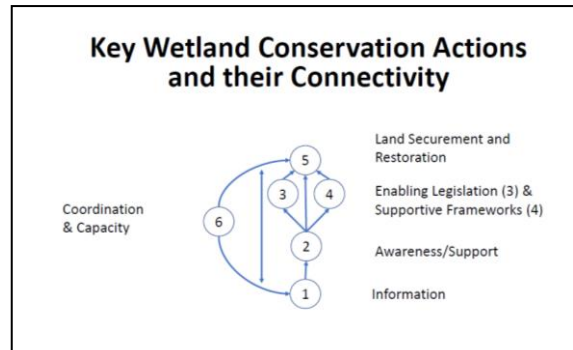 Key Wetland Conservation Actions
and their Connectivity
Land Securement and
Restoration
5
3
4
Enabling Legislation (3) &
Supportive Frameworks (4)
Coordination
& Capacity
6
2
Awareness/Support
1
Information